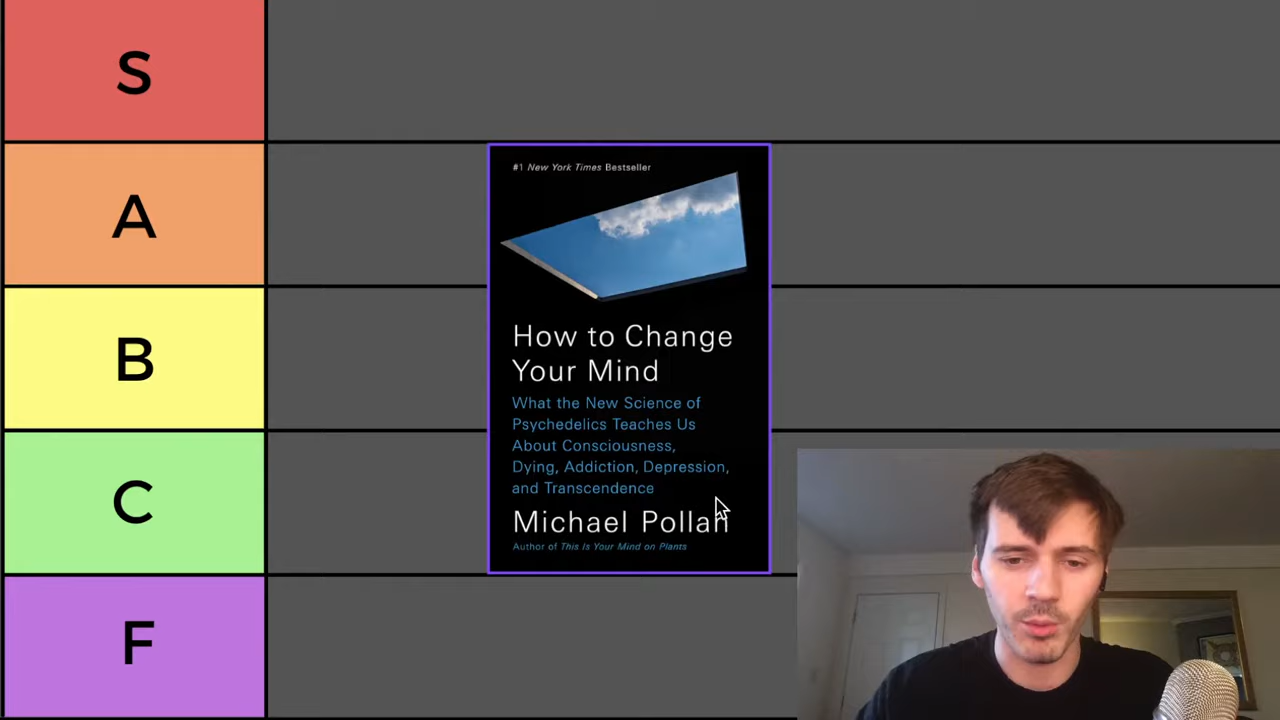 S
A
B
C
F
#1 New York Times Bestseller
How to Change
Your Mind
What the New Science of
Psychedelics Teaches Us
About Consciousness,
Dying, Addiction, Depression,
and Transcendence
Michael Pollan
Author of This Is Your Mind on Plants